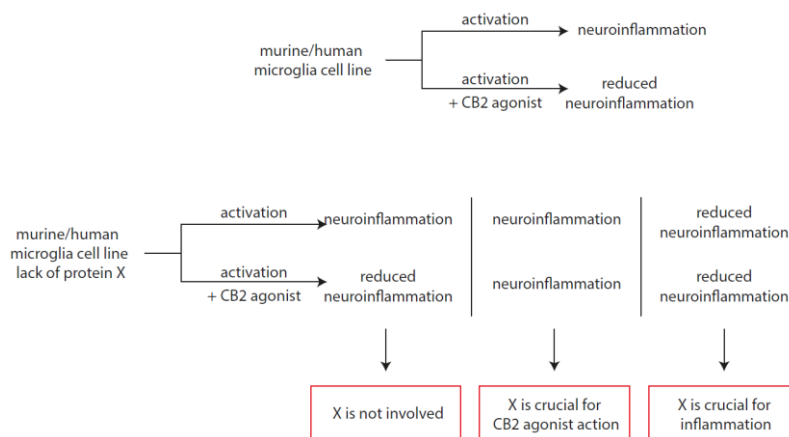 activation
neuroinflammation
murine/human
microglia cell line
activation
+ CB2 agonist
reduced
neuroinflammation
murine/human
microglia cell line
lack of protein X
activation
neuroinflammation
neuroinflammation
reduced
neuroinflammation
activation
+ CB2 agonist
reduced
neuroinflammation
neuroinflammation
reduced
neuroinflammation
X is not involved
X is crucial for
CB2 agonist action
X is crucial for
inflammation